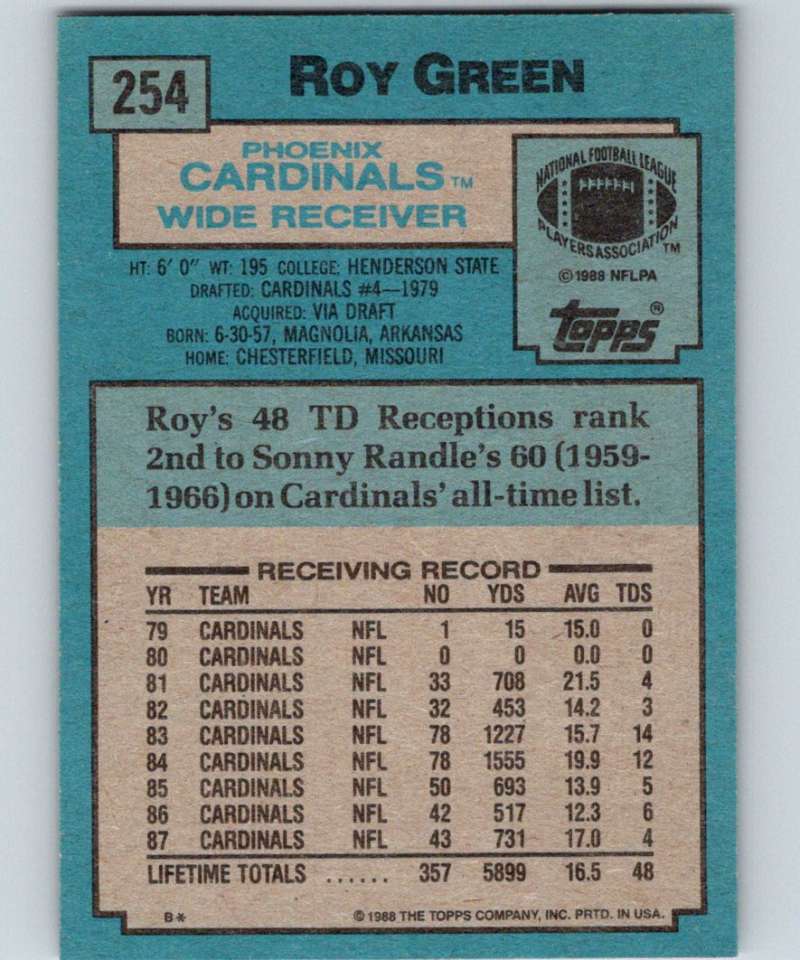 254
ROY GREEN
PHOENIX
CARDINALS™
WIDE RECEIVER
NATIONAL FOOTBALL LEAGUE
PLAYERS ASSOCIATION™
© 1988 NFLPA
topps®
HT: 6' 0" WT: 195 COLLEGE: HENDERSON STATE
DRAFTED: CARDINALS #4—1979
ACQUIRED: VIA DRAFT
BORN: 6-30-57, MAGNOLIA, ARKANSAS
HOME: CHESTERFIELD, MISSOURI
Roy's 48 TD Receptions rank
2nd to Sonny Randle's 60 (1959-
1966) on Cardinals' all-time list.
RECEIVING RECORD
YR TEAM NO YDS AVG TDS
79 CARDINALS NFL 1 15 15.0 0
80 CARDINALS NFL 0 0 0.0 0
81 CARDINALS NFL 33 708 21.5 4
82 CARDINALS NFL 32 453 14.2 3
83 CARDINALS NFL 78 1227 15.7 14
84 CARDINALS NFL 78 1555 19.9 12
85 CARDINALS NFL 50 693 13.9 5
86 CARDINALS NFL 42 517 12.3 6
87 CARDINALS NFL 43 731 17.0 4
LIFETIME TOTALS ...... 357 5899 16.5 48
B* © 1988 THE TOPPS COMPANY, INC. PRTD. IN USA.